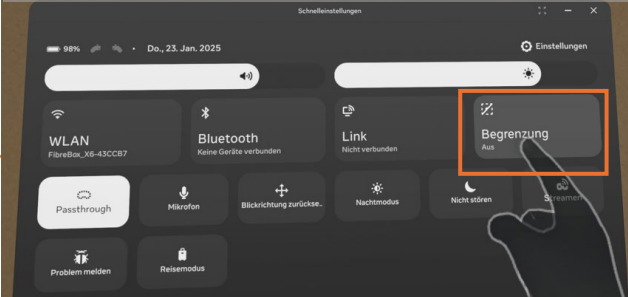 Schnelleinstellungen
98% · Do., 23. Jan. 2025
Einstellungen
WLAN
FibreBox_X6-43CCB7
Bluetooth
Keine Geräte verbunden
Link
Nicht verbunden
Begrenzung
Aus
Passthrough
Mikrofon
Blickrichtung zurückse..
Nachtmodus
Nicht stören
Streamen
Problem melden
Reisemodus